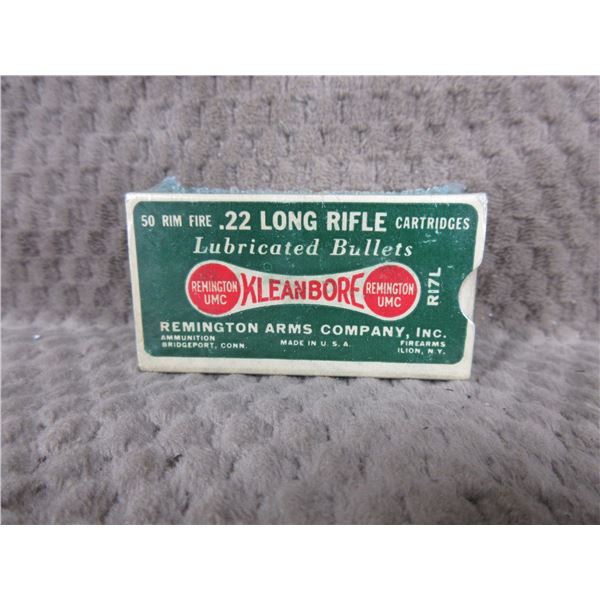 50 RIM FIRE .22 LONG RIFLE CARTRIDGES
Lubricated Bullets
REMINGTON UMC KLEANBORE REMINGTON UMC
R17L
REMINGTON ARMS COMPANY, INC.
AMMUNITION BRIDGEPORT, CONN. MADE IN U.S.A. FIREARMS ILION, N.Y.